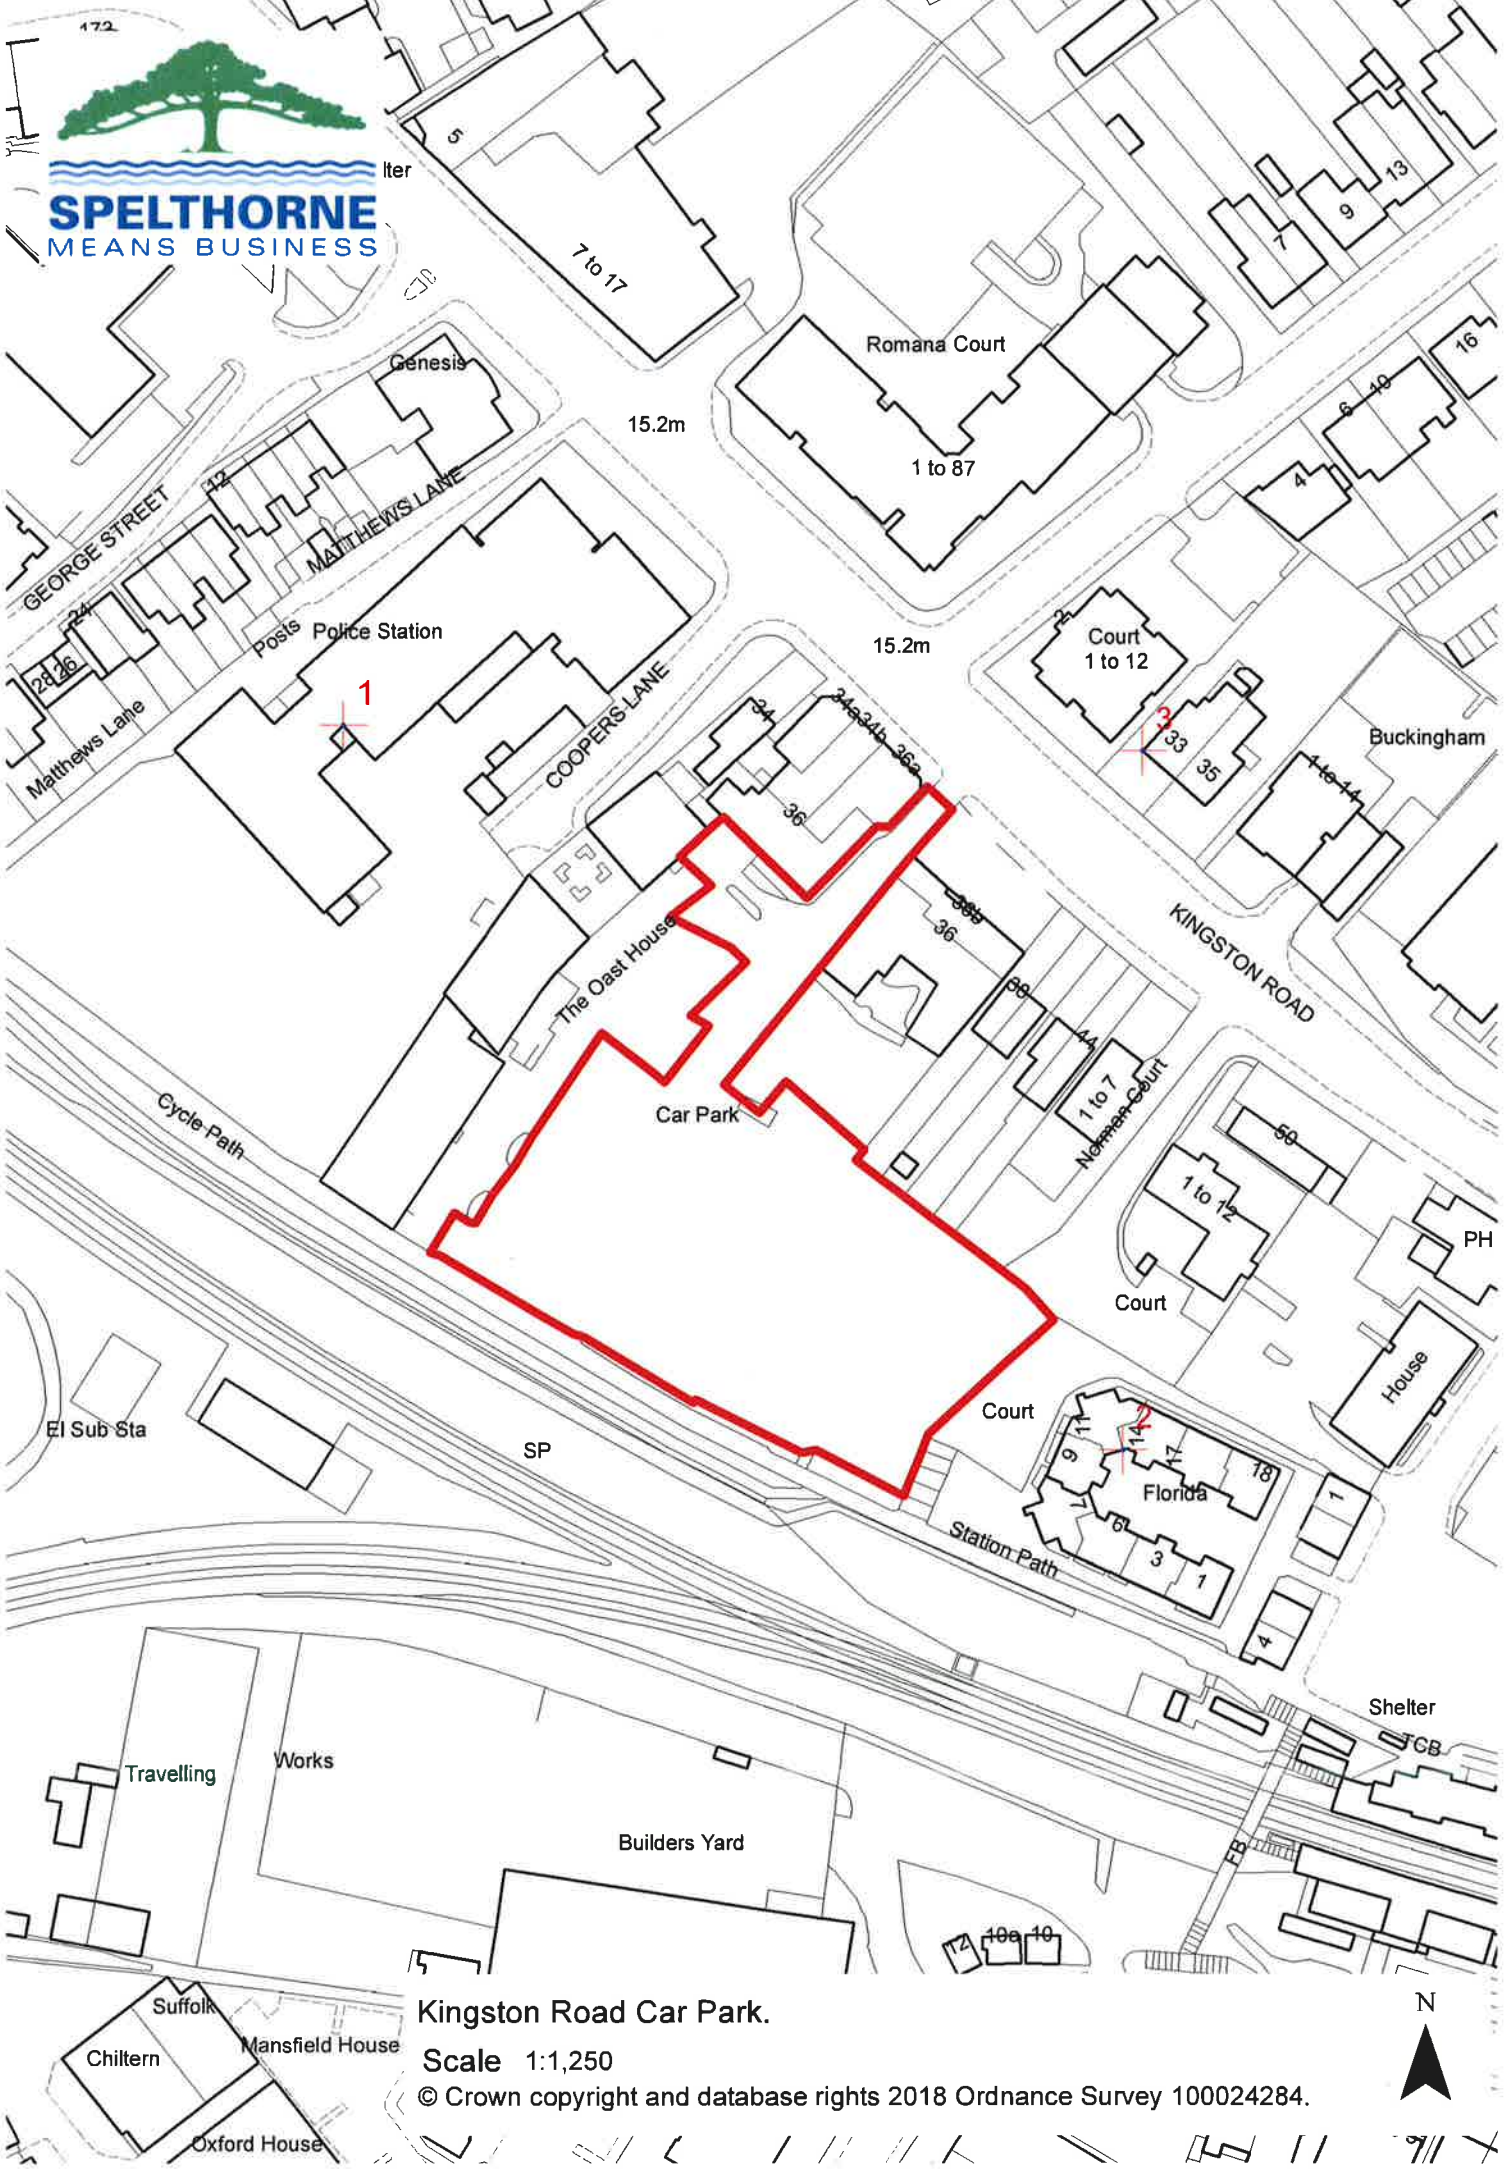 172
SPELTHORNE
MEANS BUSINESS
lter
5
7 to 17
13
9
7
Romana Court
1 to 87
16
6
10
4
Genesis
15.2m
12
GEORGE STREET
MATTHEWS LANE
24
28
26
Posts
Police Station
1
Matthews Lane
COOPERS LANE
15.2m
2
Court
1 to 12
3
33
35
Buckingham
1 to 14
34
34a
34b
36a
36
38b
36
KINGSTON ROAD
The Oast House
38
44
1 to 7
Norman Court
Cycle Path
Car Park
50
1 to 12
PH
Court
House
El Sub Sta
SP
Court
2
11
9
14
17
18
Florida
7
6
3
1
1
4
Station Path
Shelter
TCB
Travelling
Works
Builders Yard
FB
12
10a
10
Suffolk
Chiltern
Mansfield House
Oxford House
Kingston Road Car Park.
Scale 1:1,250
© Crown copyright and database rights 2018 Ordnance Survey 100024284.
N